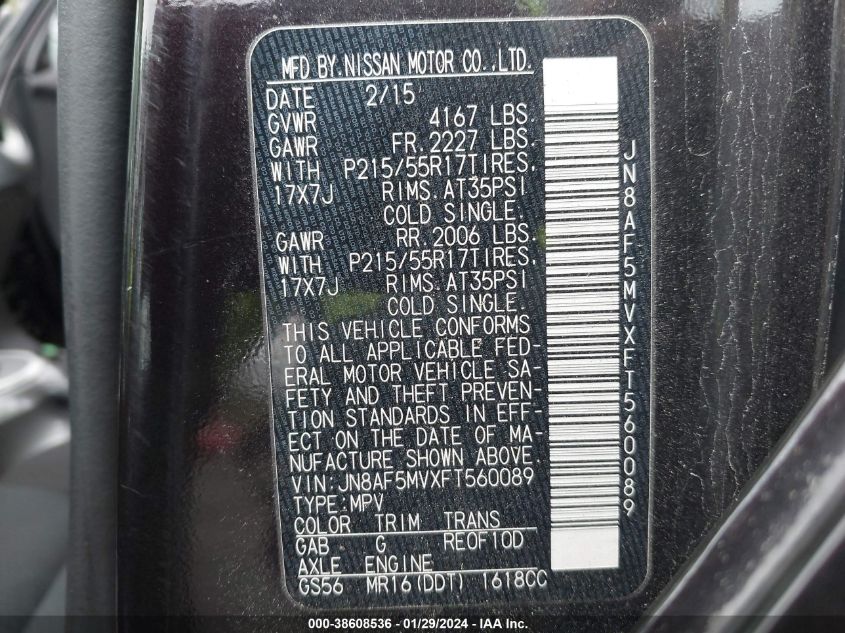 MFD BY.NISSAN MOTOR CO.,LTD.
DATE 2/15
GVWR 4167 LBS.
GAWR FR. 2227 LBS.
WITH P215/55R17TIRES.
17X7J RIMS.AT35PSI
COLD SINGLE.
GAWR RR. 2006 LBS.
WITH P215/55R17TIRES.
17X7J RIMS.AT35PSI
COLD SINGLE.
THIS VEHICLE CONFORMS
TO ALL APPLICABLE FED-
ERAL MOTOR VEHICLE SA-
FETY AND THEFT PREVEN-
TION STANDARDS IN EFF-
ECT ON THE DATE OF MA-
NUFACTURE SHOWN ABOVE.
VIN:JN8AF5MVXFT560089
TYPE:MPV
COLOR TRIM TRANS
GAB G RE0F10D
AXLE ENGINE
GS56 MR16(DDT) 1618CC
JN8AF5MVXFT560089
000-38608536 - 01/29/2024 - 1576